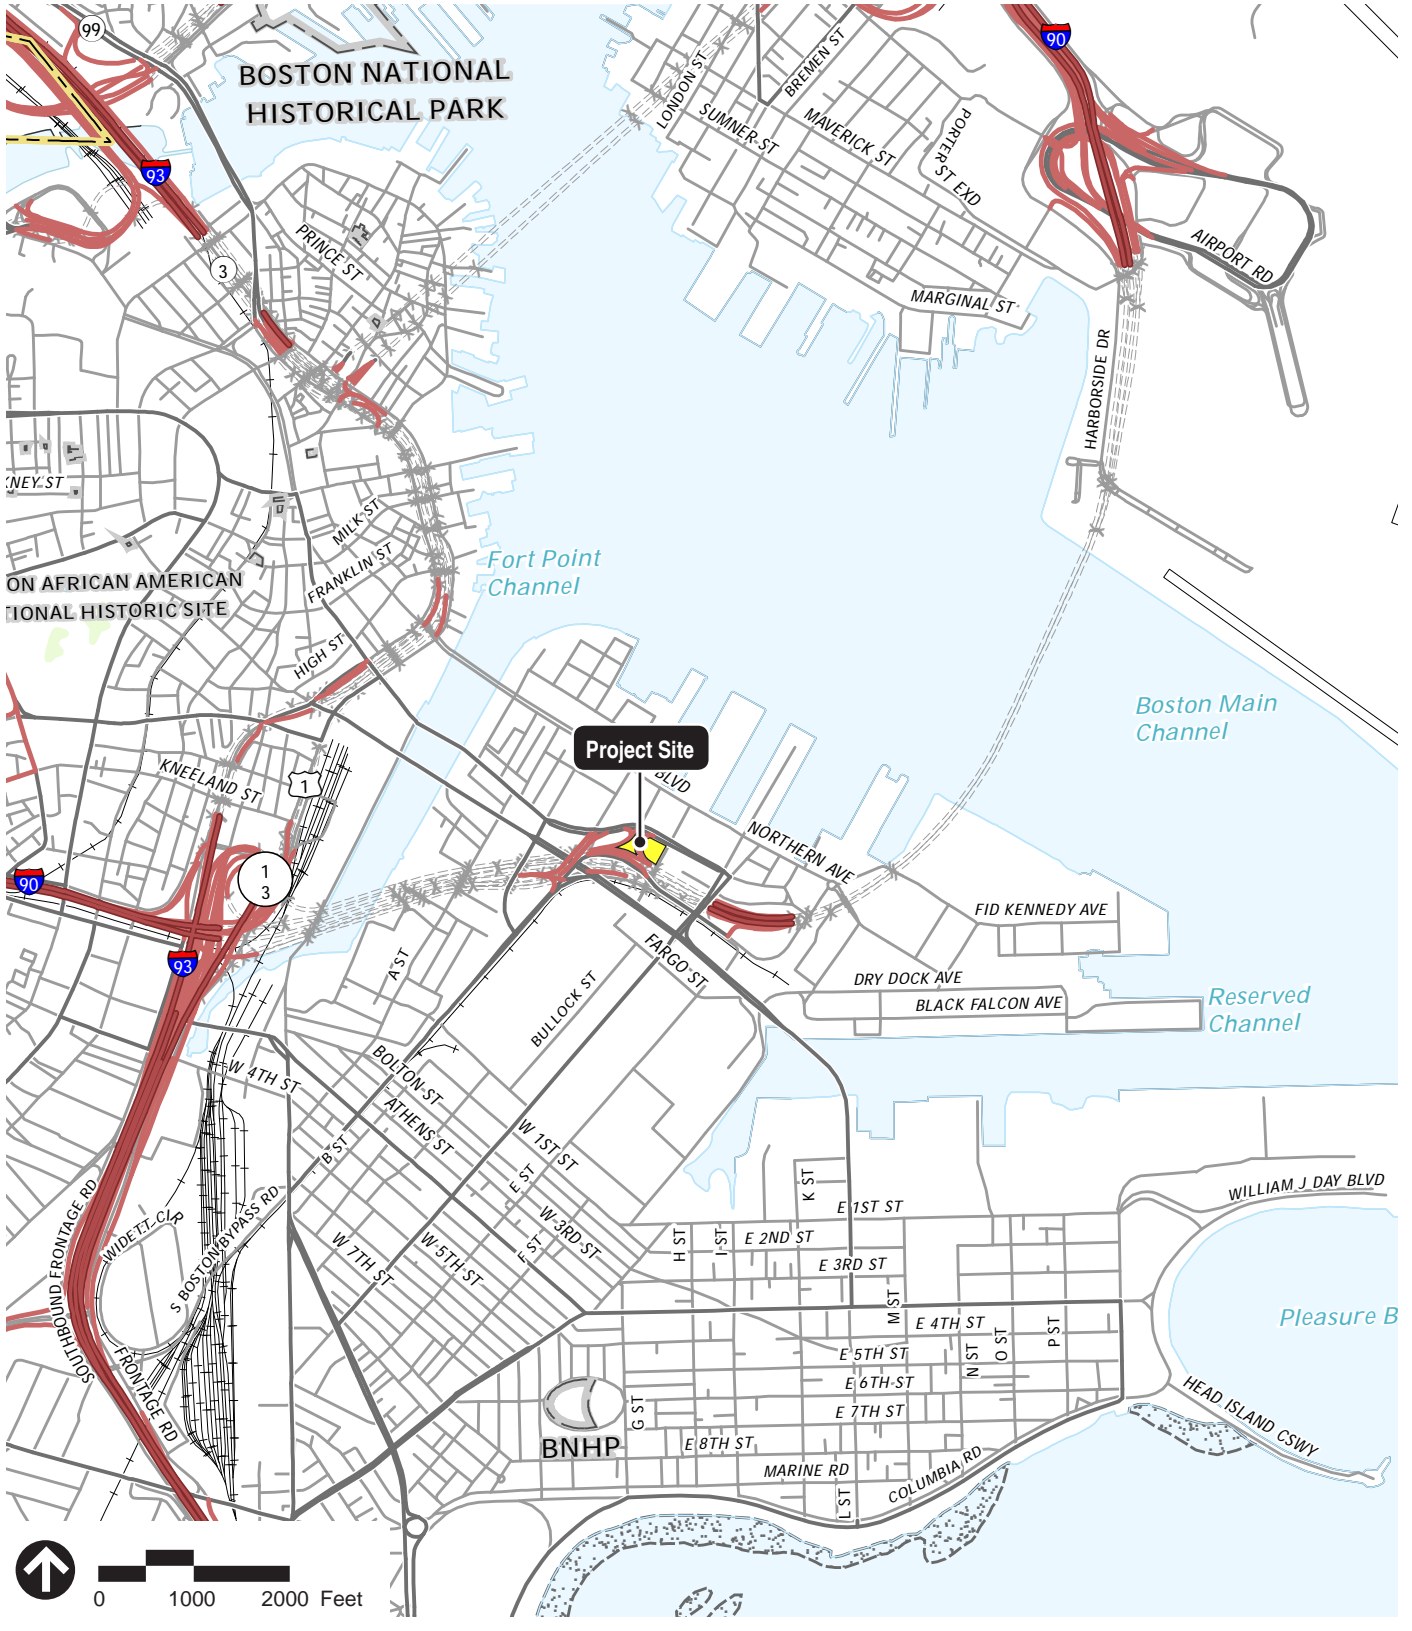 99
BOSTON NATIONAL
HISTORICAL PARK
LONDON ST
BREMEN ST
90
SUMNER ST
MAVERICK ST
PORTER
ST EXD
93
PRINCE ST
3
AIRPORT RD
MARGINAL ST
HARBORSIDE DR
KNEY ST
MILK ST
FRANKLIN ST
Fort Point
Channel
ON AFRICAN AMERICAN
TIONAL HISTORIC SITE
HIGH ST
Boston Main
Channel
Project Site
BLVD
KNEELAND ST
1
NORTHERN AVE
90
1
3
FID KENNEDY AVE
93
A ST
FARGO ST
DRY DOCK AVE
BLACK FALCON AVE
Reserved
Channel
BULLOCK ST
W 4TH ST
BOLTON ST
ATHENS ST
B ST
W 1ST ST
E ST
K ST
E 1ST ST
WILLIAM J DAY BLVD
SOUTHBOUND FRONTAGE RD
WIDETT CIR
S BOSTON BYPASS RD
W 7TH ST
W 5TH ST
F ST
W 3RD ST
H ST
I ST
E 2ND ST
E 3RD ST
M ST
E 4TH ST
Pleasure B
FRONTAGE RD
E 5TH ST
N ST
O ST
P ST
E 6TH ST
HEAD ISLAND CSWY
G ST
E 7TH ST
BNHP
E 8TH ST
MARINE RD
COLUMBIA RD
L ST
0 1000 2000 Feet